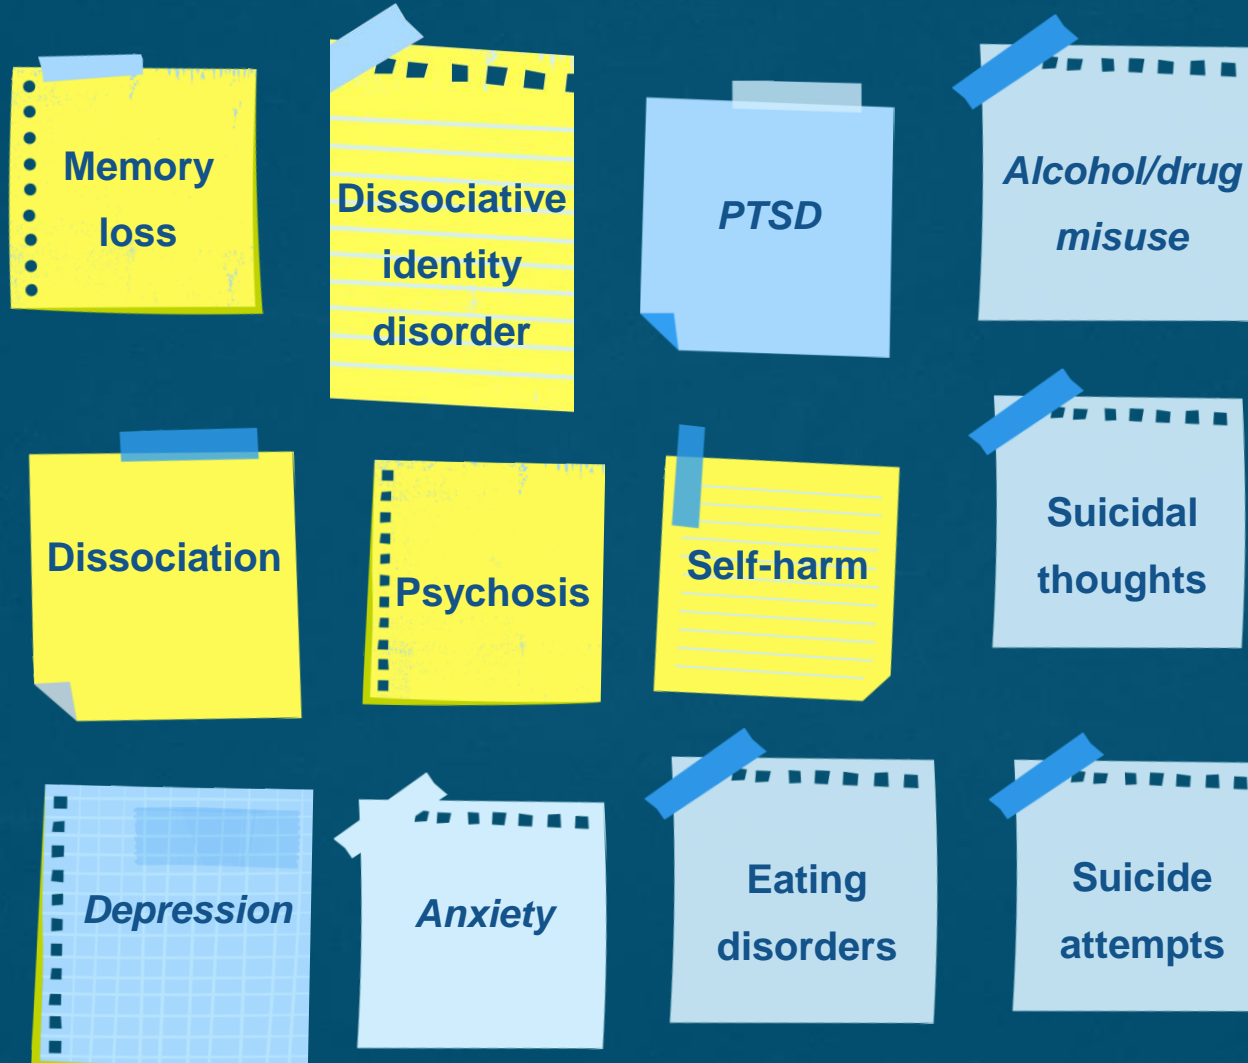 Memory
loss
Dissociative
identity
disorder
PTSD
Alcohol/drug
misuse
Dissociation
Psychosis
Self-harm
Suicidal
thoughts
Depression
Anxiety
Eating
disorders
Suicide
attempts